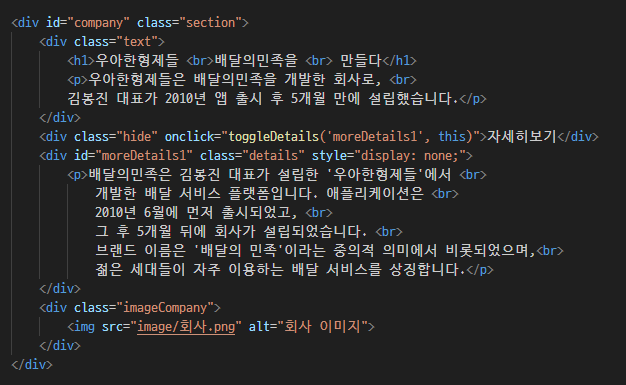 <div id="company" class="section">
<div class="text">
<h1>우아한형제들 <br>배달의민족을 <br> 만들다</h1>
<p>우아한형제들은 배달의민족을 개발한 회사로, <br>
김봉진 대표가 2010년 앱 출시 후 5개월 만에 설립했습니다.</p>
</div>
<div class="hide" onclick="toggleDetails('moreDetails1', this)">자세히보기</div>
<div id="moreDetails1" class="details" style="display: none;">
<p>배달의민족은 김봉진 대표가 설립한 '우아한형제들'에서 <br>
개발한 배달 서비스 플랫폼입니다. 애플리케이션은 <br>
2010년 6월에 먼저 출시되었고, <br>
그 후 5개월 뒤에 회사가 설립되었습니다. <br>
브랜드 이름은 '배달의 민족'이라는 중의적 의미에서 비롯되었으며,<br>
젊은 세대들이 자주 이용하는 배달 서비스를 상징합니다.</p>
</div>
<div class="imageCompany">
<img src="image/회사.png" alt="회사 이미지">
</div>
</div>